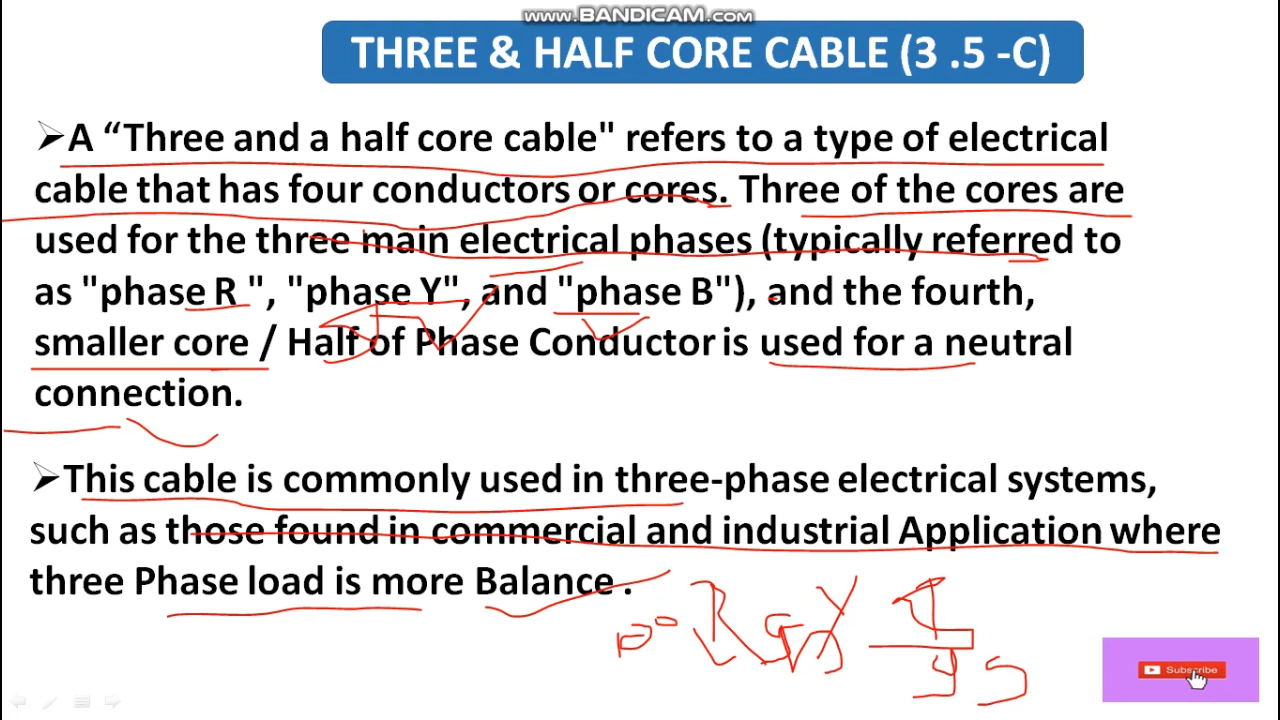 www.BANDICAM.com
THREE & HALF CORE CABLE (3 .5 -C)
➢A “Three and a half core cable" refers to a type of electrical
cable that has four conductors or cores. Three of the cores are
used for the three main electrical phases (typically referred to
as "phase R ", "phase Y", and "phase B"), and the fourth,
smaller core / Half of Phase Conductor is used for a neutral
connection.
➢This cable is commonly used in three-phase electrical systems,
such as those found in commercial and industrial Application where
three Phase load is more Balance .
Subscribe